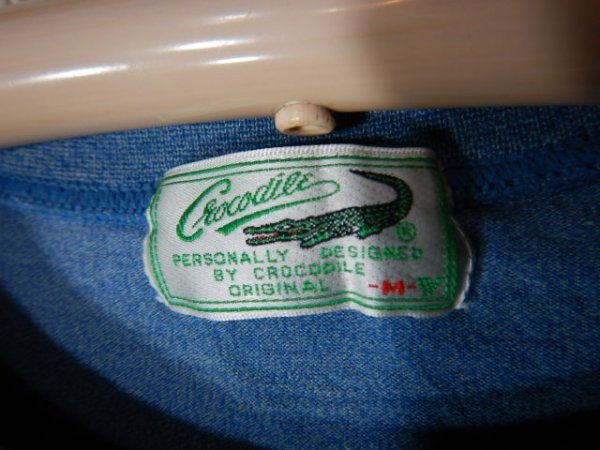 Crocodile
®
PERSONALLY DESIGNED
BY CROCODILE
ORIGINAL -M-